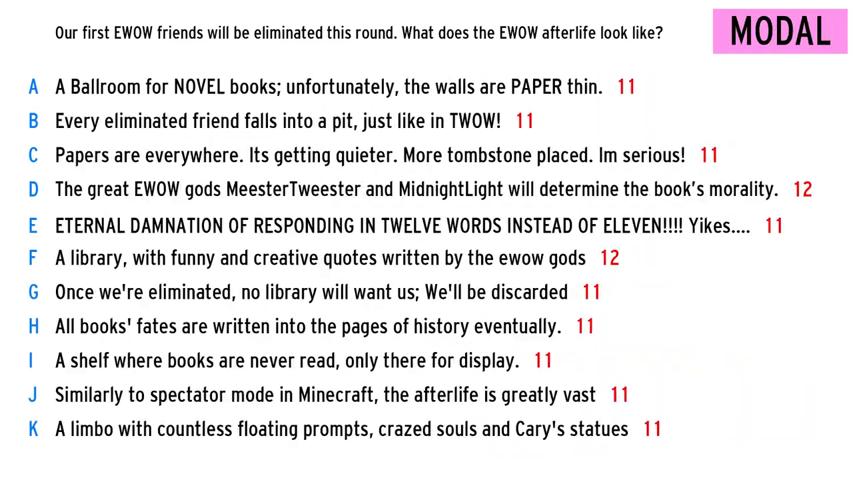 Our first EWOW friends will be eliminated this round. What does the EWOW afterlife look like?
MODAL
A A Ballroom for NOVEL books; unfortunately, the walls are PAPER thin. 11
B Every eliminated friend falls into a pit, just like in TWOW! 11
C Papers are everywhere. Its getting quieter. More tombstone placed. Im serious! 11
D The great EWOW gods MeesterTweester and MidnightLight will determine the book's morality. 12
E ETERNAL DAMNATION OF RESPONDING IN TWELVE WORDS INSTEAD OF ELEVEN!!!! Yikes.... 11
F A library, with funny and creative quotes written by the ewow gods 12
G Once we're eliminated, no library will want us; We'll be discarded 11
H All books' fates are written into the pages of history eventually. 11
I A shelf where books are never read, only there for display. 11
J Similarly to spectator mode in Minecraft, the afterlife is greatly vast 11
K A limbo with countless floating prompts, crazed souls and Cary's statues 11